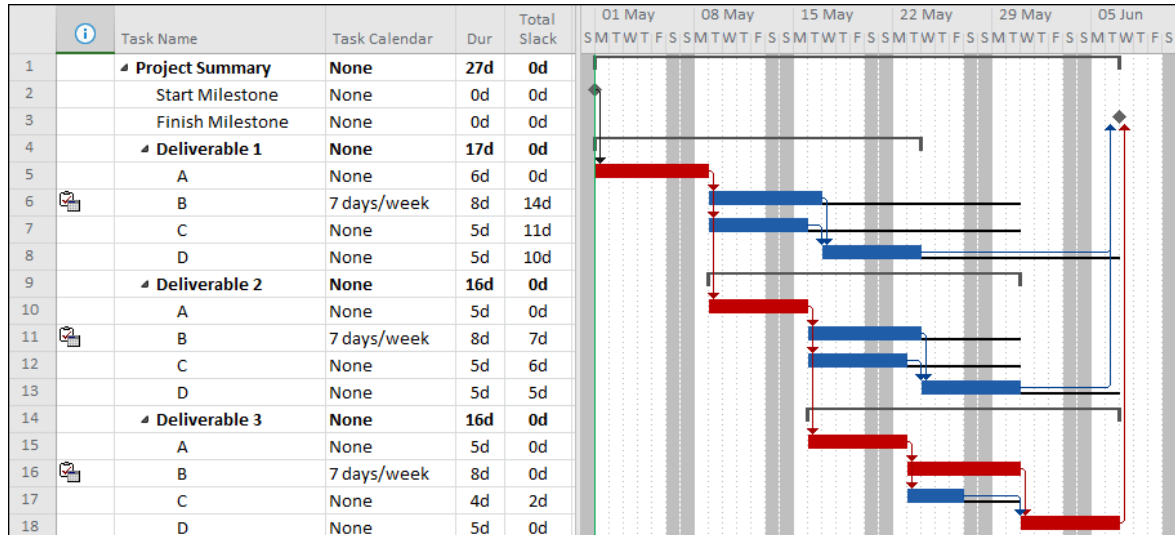 Total 01 May 08 May 15 May 22 May 29 May 05 Jun
Task Name Task Calendar Dur Slack S M T W T F S S M T W T F S S M T W T F S S M T W T F S S M T W T F S S M T W T F S
1 Project Summary None 27d 0d
2 Start Milestone None 0d 0d
3 Finish Milestone None 0d 0d
4 Deliverable 1 None 17d 0d
5 A None 6d 0d
6 B 7 days/week 8d 14d
7 C None 5d 11d
8 D None 5d 10d
9 Deliverable 2 None 16d 0d
10 A None 5d 0d
11 B 7 days/week 8d 7d
12 C None 5d 6d
13 D None 5d 5d
14 Deliverable 3 None 16d 0d
15 A None 5d 0d
16 B 7 days/week 8d 0d
17 C None 4d 2d
18 D None 5d 0d